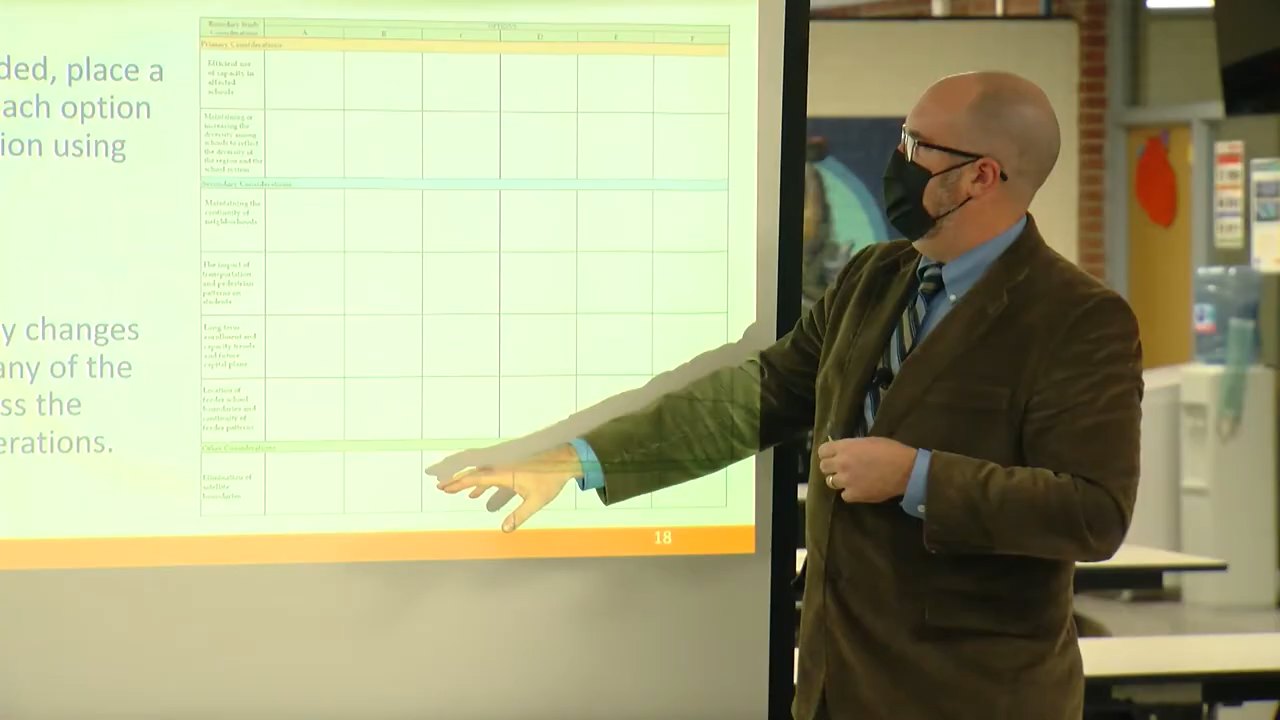 ded, place a
ach option
ion using
y changes
any of the
ss the
erations.
Boundary Study
Considerations
OPTIONS
A B C D E F
Primary Considerations
Efficient use
of capacity in
affected
schools
Maintaining or
increasing the
diversity among
schools to reflect
the diversity of
the region and the
school system
Secondary Considerations
Maintaining the
continuity of
neighborhoods
The impact of
transportation
and pedestrian
patterns on
students
Long term
enrollment and
capacity trends
and future
capital plans
Location of
feeder school
boundaries and
continuity of
feeder patterns
Other Considerations
Elimination of
satellite
boundaries
18